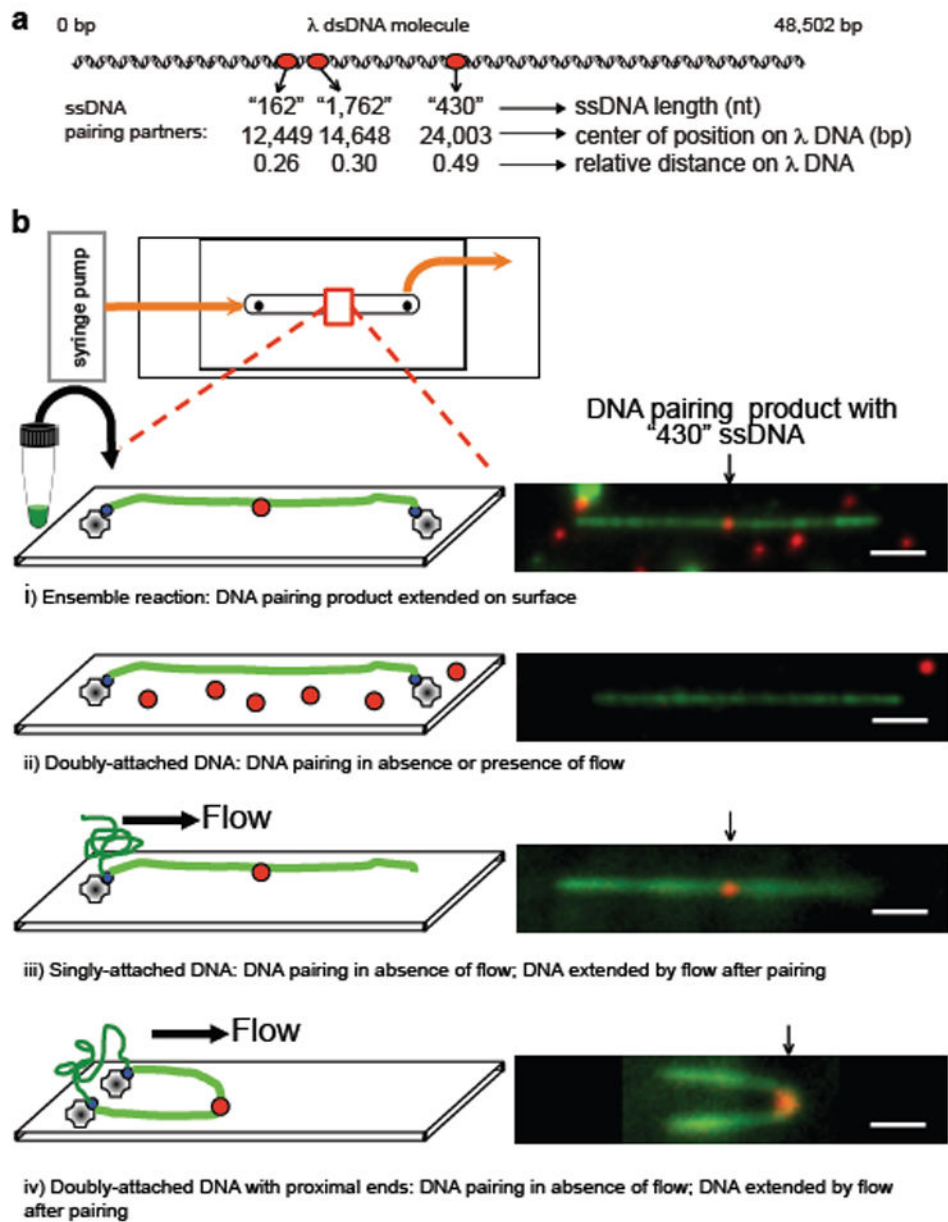 a
0 bp λ dsDNA molecule 48,502 bp
ssDNA "162" "1,762" "430" ssDNA length (nt)
pairing partners: 12,449 14,648 24,003 center of position on λ DNA (bp)
0.26 0.30 0.49 relative distance on λ DNA
b
syringe pump
DNA pairing product with
"430" ssDNA
i) Ensemble reaction: DNA pairing product extended on surface
ii) Doubly-attached DNA: DNA pairing in absence or presence of flow
Flow
iii) Singly-attached DNA: DNA pairing in absence of flow; DNA extended by flow after pairing
Flow
iv) Doubly-attached DNA with proximal ends: DNA pairing in absence of flow; DNA extended by flow
after pairing